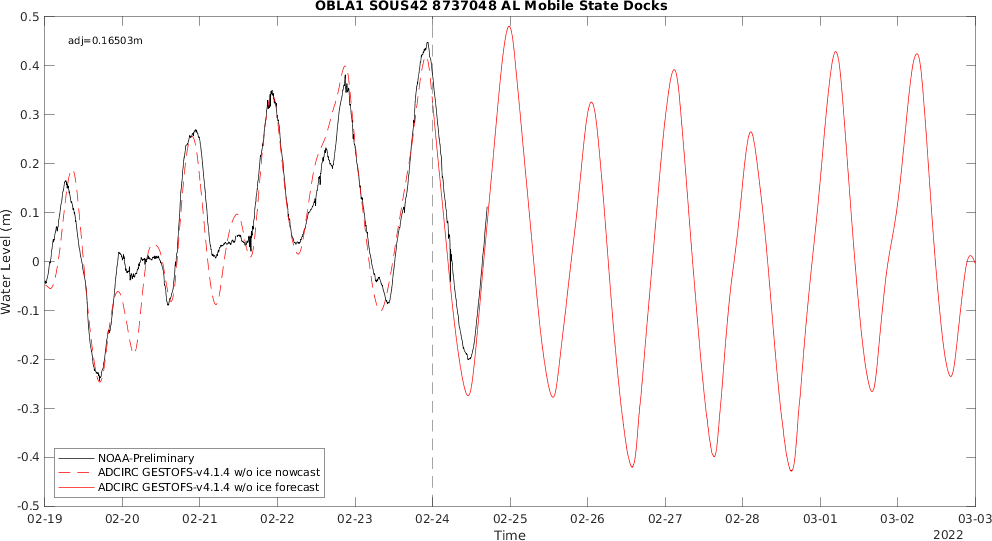 OBLA1 SOUS42 8737048 AL Mobile State Docks
adj=0.16503m
Water Level (m)
0.5
0.4
0.3
0.2
0.1
0
-0.1
-0.2
-0.3
-0.4
-0.5
NOAA-Preliminary
ADCIRC GESTOFS-v4.1.4 w/o ice nowcast
ADCIRC GESTOFS-v4.1.4 w/o ice forecast
02-19 02-20 02-21 02-22 02-23 02-24 02-25 02-26 02-27 02-28 03-01 03-02 03-03
Time
2022